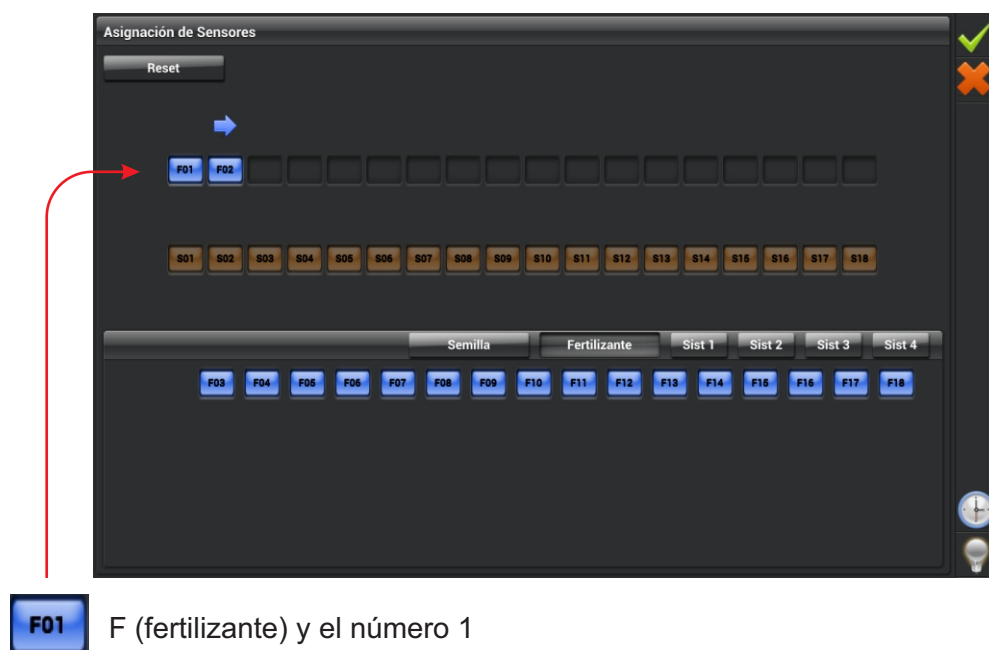 Asignación de Sensores
Reset
F01 F02
S01 S02 S03 S04 S05 S06 S07 S08 S09 S10 S11 S12 S13 S14 S15 S16 S17 S18
Semilla Fertilizante Sist 1 Sist 2 Sist 3 Sist 4
F03 F04 F05 F06 F07 F08 F09 F10 F11 F12 F13 F14 F15 F16 F17 F18
F01 F (fertilizante) y el número 1